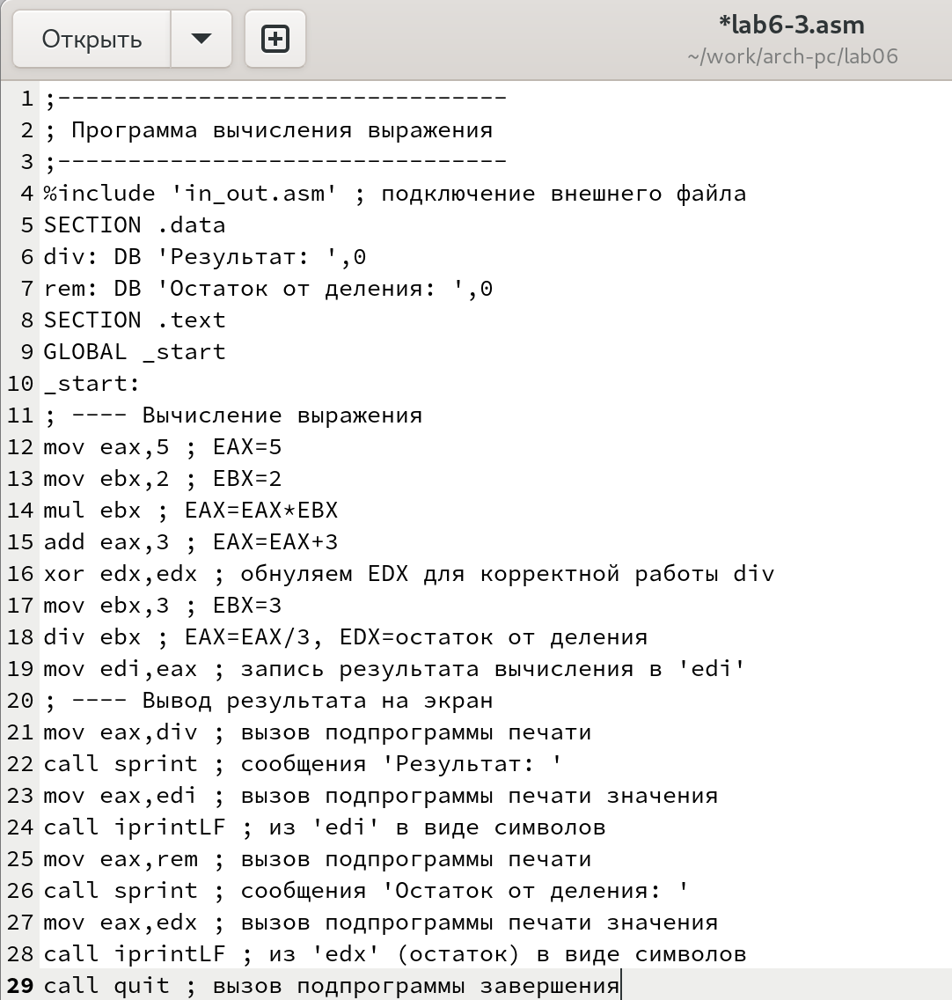 Открыть
*lab6-3.asm
~/work/arch-pc/lab06
1 ;--------------------------------
2 ; Программа вычисления выражения
3 ;--------------------------------
4 %include 'in_out.asm' ; подключение внешнего файла
5 SECTION .data
6 div: DB 'Результат: ',0
7 rem: DB 'Остаток от деления: ',0
8 SECTION .text
9 GLOBAL _start
10 _start:
11 ; ---- Вычисление выражения
12 mov eax,5 ; EAX=5
13 mov ebx,2 ; EBX=2
14 mul ebx ; EAX=EAX*EBX
15 add eax,3 ; EAX=EAX+3
16 xor edx,edx ; обнуляем EDX для корректной работы div
17 mov ebx,3 ; EBX=3
18 div ebx ; EAX=EAX/3, EDX=остаток от деления
19 mov edi,eax ; запись результата вычисления в 'edi'
20 ; ---- Вывод результата на экран
21 mov eax,div ; вызов подпрограммы печати
22 call sprint ; сообщения 'Результат: '
23 mov eax,edi ; вызов подпрограммы печати значения
24 call iprintLF ; из 'edi' в виде символов
25 mov eax,rem ; вызов подпрограммы печати
26 call sprint ; сообщения 'Остаток от деления: '
27 mov eax,edx ; вызов подпрограммы печати значения
28 call iprintLF ; из 'edx' (остаток) в виде символов
29 call quit ; вызов подпрограммы завершения